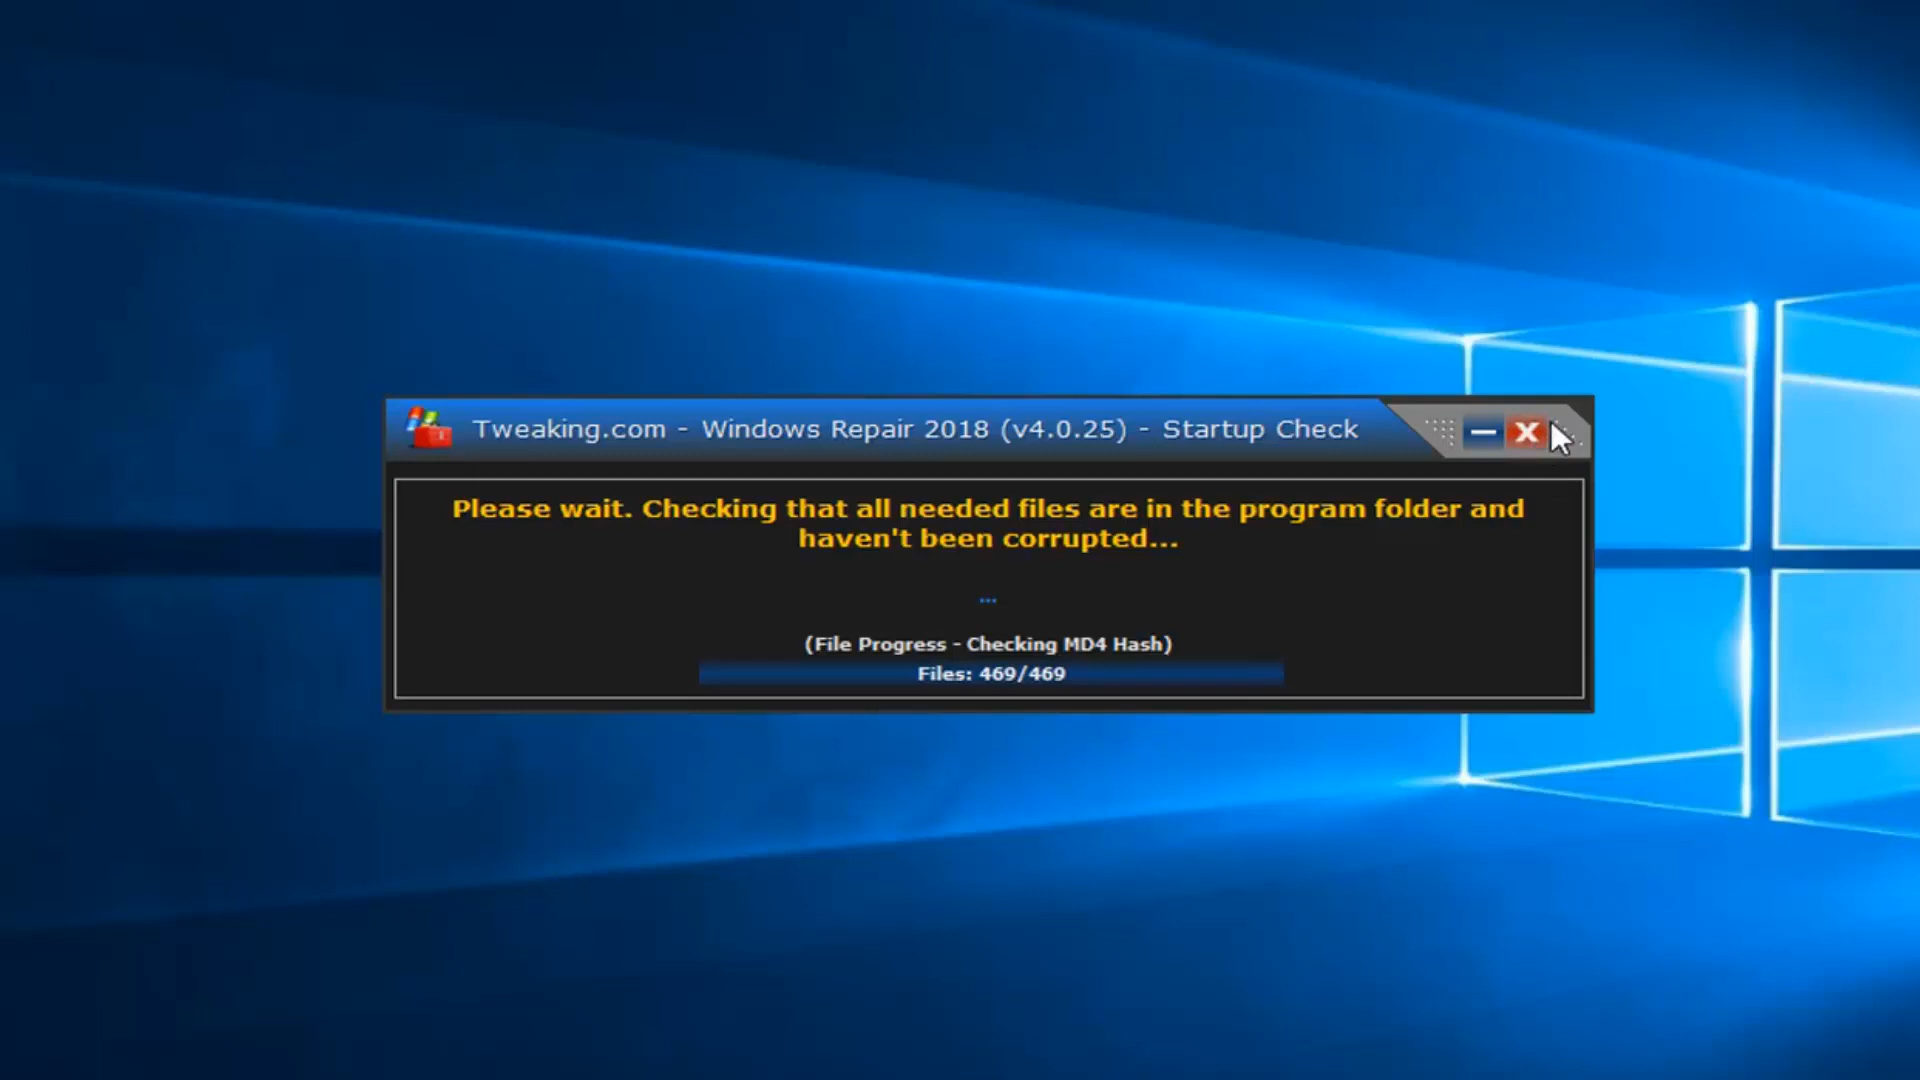 Tweaking.com - Windows Repair 2018 (v4.0.25) - Startup Check
Please wait. Checking that all needed files are in the program folder and
haven't been corrupted...
...
(File Progress - Checking MD4 Hash)
Files: 469/469